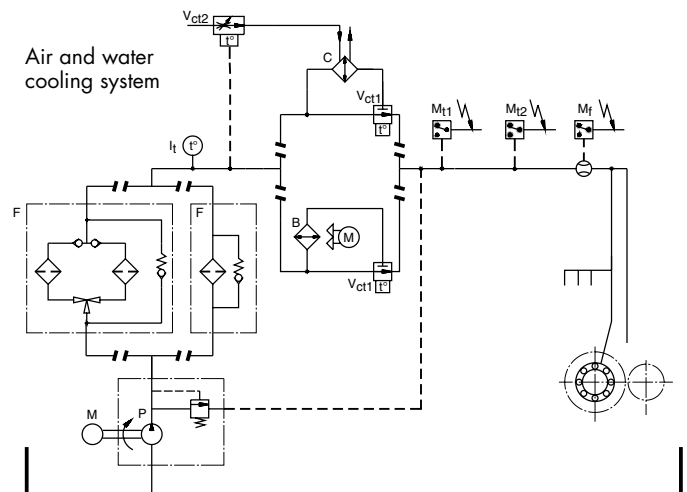 Vct2
t°
Air and water
cooling system
C
Vct1
t°
Mt1
Mt2
Mf
It
t°
F
F
B
M
Vct1
t°
M
P